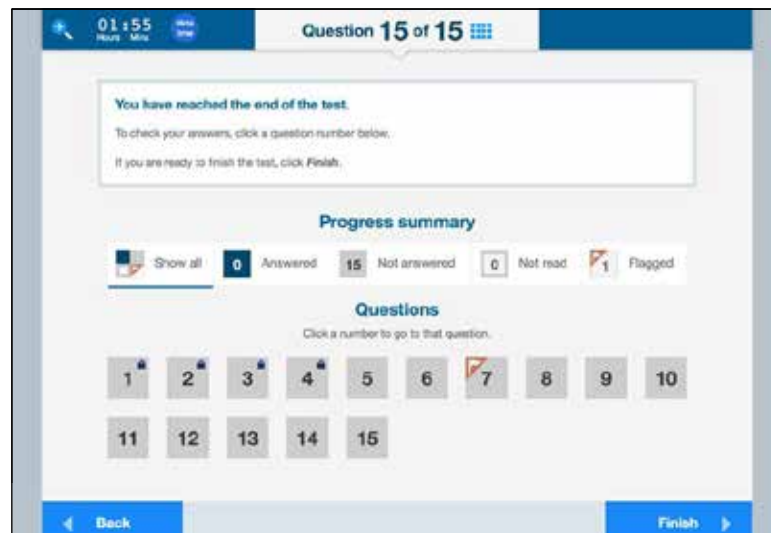 01:55
Hours Mins
Question 15 of 15
You have reached the end of the test.
To check your answers, click a question number below.
If you are ready to finish the test, click Finish.
Progress summary
Show all 0 Answered 15 Not answered 0 Not read 1 Flagged
Questions
Click a number to go to that question.
1 2 3 4 5 6 7 8 9 10
11 12 13 14 15
Back Finish